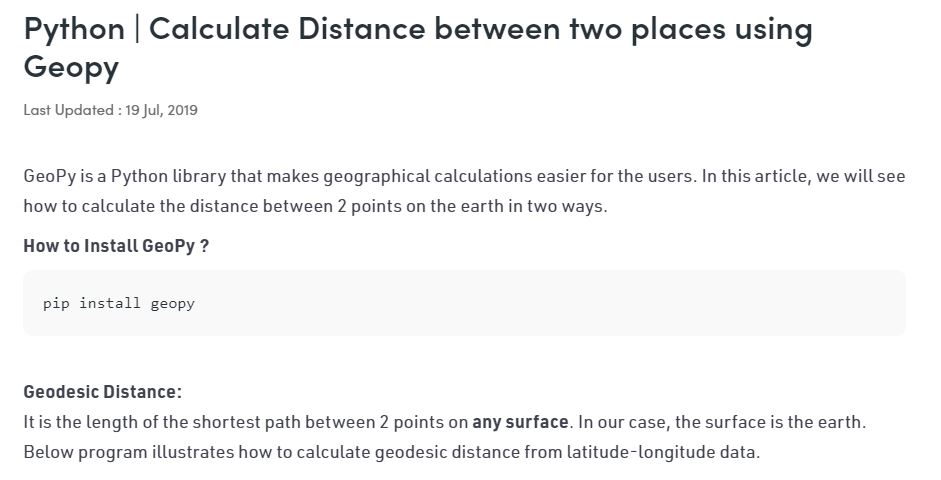 Python | Calculate Distance between two places using
Geopy
Last Updated : 19 Jul, 2019
GeoPy is a Python library that makes geographical calculations easier for the users. In this article, we will see
how to calculate the distance between 2 points on the earth in two ways.
How to Install GeoPy ?
pip install geopy
Geodesic Distance:
It is the length of the shortest path between 2 points on any surface. In our case, the surface is the earth.
Below program illustrates how to calculate geodesic distance from latitude-longitude data.